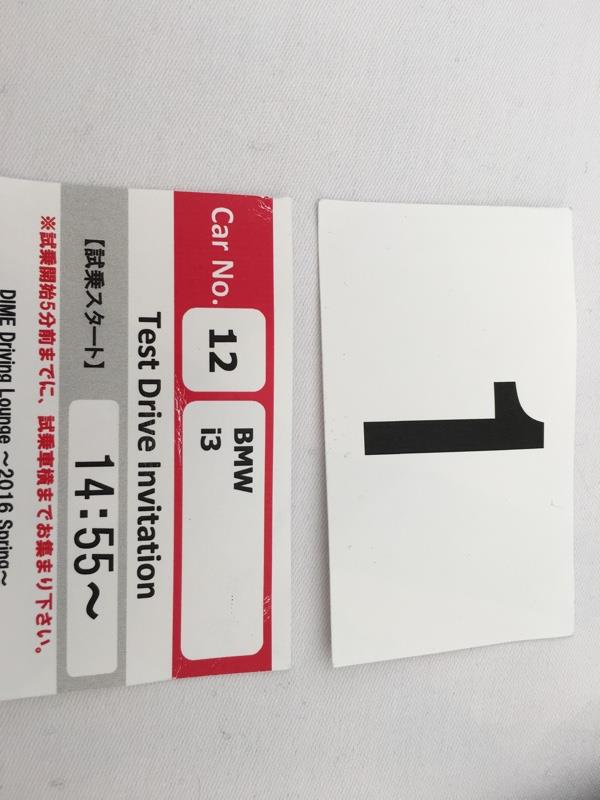 1
Car No. 12 BMW
i3
Test Drive Invitation
【試乗スタート】 14:55～
※試乗開始5分前までに、試乗車横までお集まり下さい。
DIME Driving Lounge ～2016 Spring～